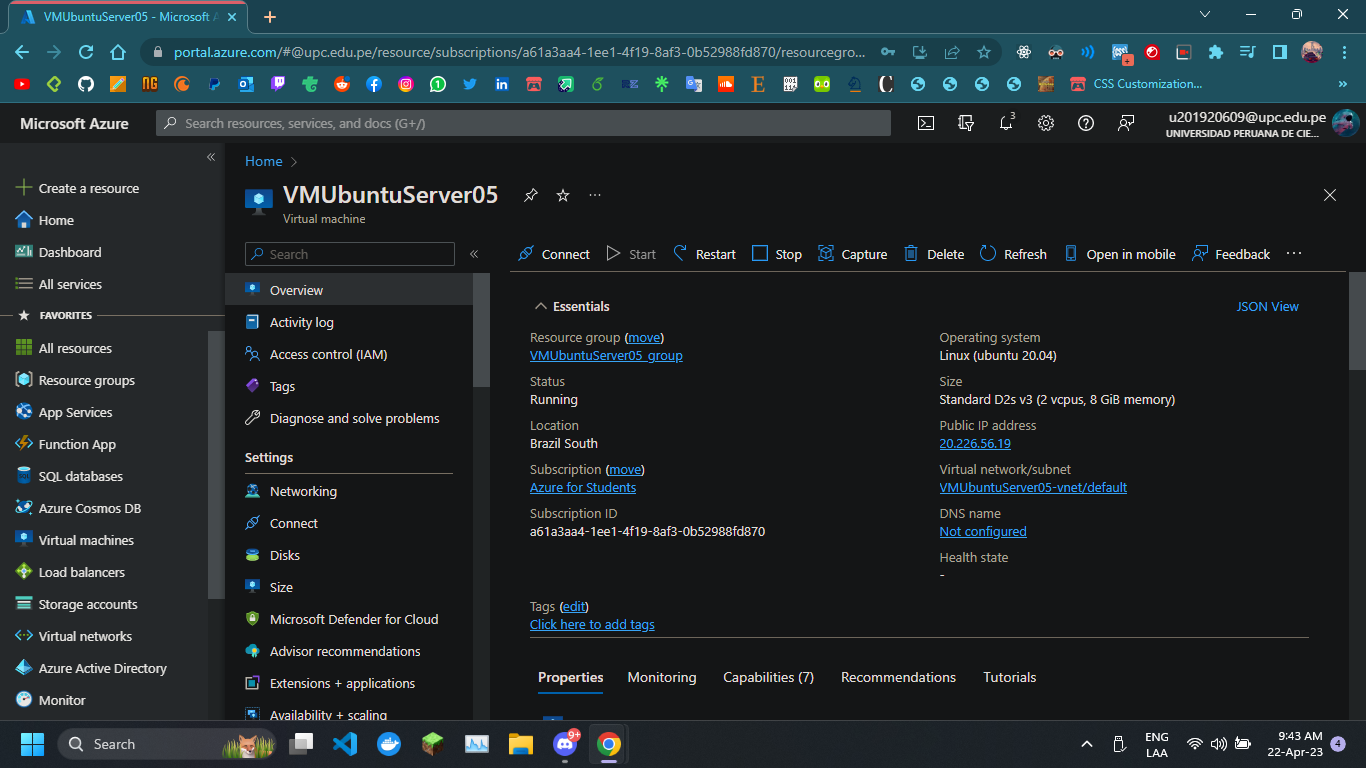 VMUbuntuServer05 - Microsoft A
portal.azure.com/#@upc.edu.pe/resource/subscriptions/a61a3aa4-1ee1-4f19-8af3-0b52988fd870/resourcegro...
CSS Customization...
Microsoft Azure
Search resources, services, and docs (G+/)
3
u201920609@upc.edu.pe
UNIVERSIDAD PERUANA DE CIE...
Create a resource
Home
Dashboard
All services
FAVORITES
All resources
Resource groups
App Services
Function App
SQL databases
Azure Cosmos DB
Virtual machines
Load balancers
Storage accounts
Virtual networks
Azure Active Directory
Monitor
Home
VMUbuntuServer05
Virtual machine
Search
Overview
Activity log
Access control (IAM)
Tags
Diagnose and solve problems
Settings
Networking
Connect
Disks
Size
Microsoft Defender for Cloud
Advisor recommendations
Extensions + applications
Availability + scaling
Connect Start Restart Stop Capture Delete Refresh Open in mobile Feedback
Essentials
JSON View
Resource group (move)
VMUbuntuServer05_group
Status
Running
Location
Brazil South
Subscription (move)
Azure for Students
Subscription ID
a61a3aa4-1ee1-4f19-8af3-0b52988fd870
Operating system
Linux (ubuntu 20.04)
Size
Standard D2s v3 (2 vcpus, 8 GiB memory)
Public IP address
20.226.56.19
Virtual network/subnet
VMUbuntuServer05-vnet/default
DNS name
Not configured
Health state
-
Tags (edit)
Click here to add tags
Properties Monitoring Capabilities (7) Recommendations Tutorials
Search
9+
ENG
LAA
9:43 AM
22-Apr-23
4